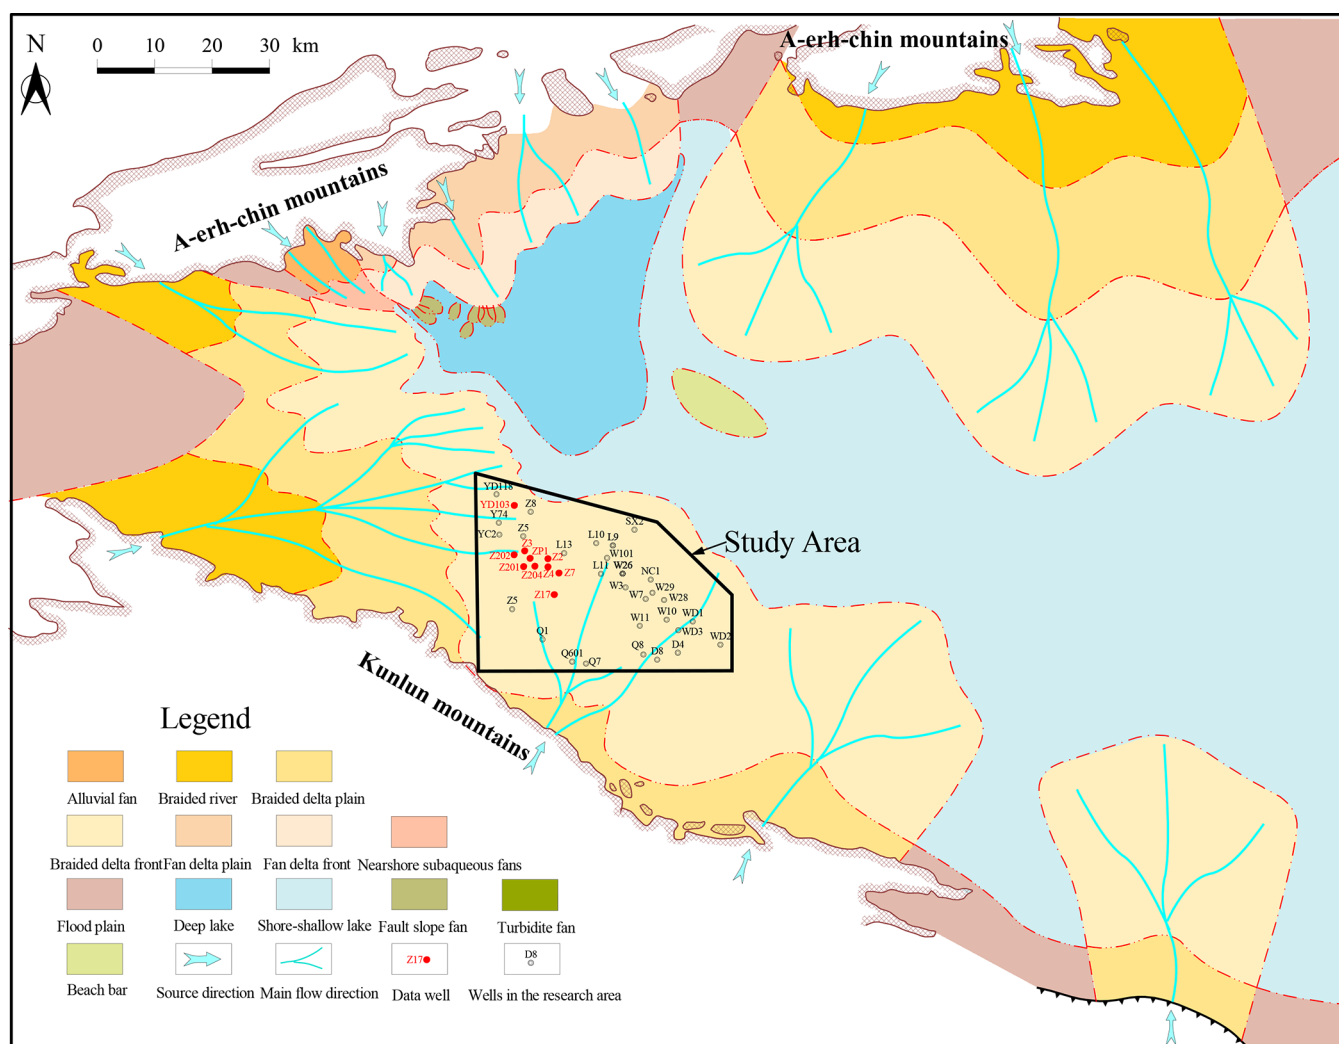 N
0 10 20 30 km
A-erh-chin mountains
A-erh-chin mountains
YD118
YD103
Z8
Y74
SX2
YC2
Z5
L10
L9
Study Area
Z3
L13
Z202
ZP1
Z2
W101
Z201
Z204
Z4
Z7
L11
W26
NC1
W3
W29
Z17
W7
W28
Z5
W10
WD1
W11
WD3
WD2
Q1
Q601
Q7
Q8
D8
D4
Kunlun mountains
Legend
Alluvial fan
Braided river
Braided delta plain
Braided delta front
Fan delta plain
Fan delta front
Nearshore subaqueous fans
Flood plain
Deep lake
Shore-shallow lake
Fault slope fan
Turbidite fan
Z17
D8
Beach bar
Source direction
Main flow direction
Data well
Wells in the research area